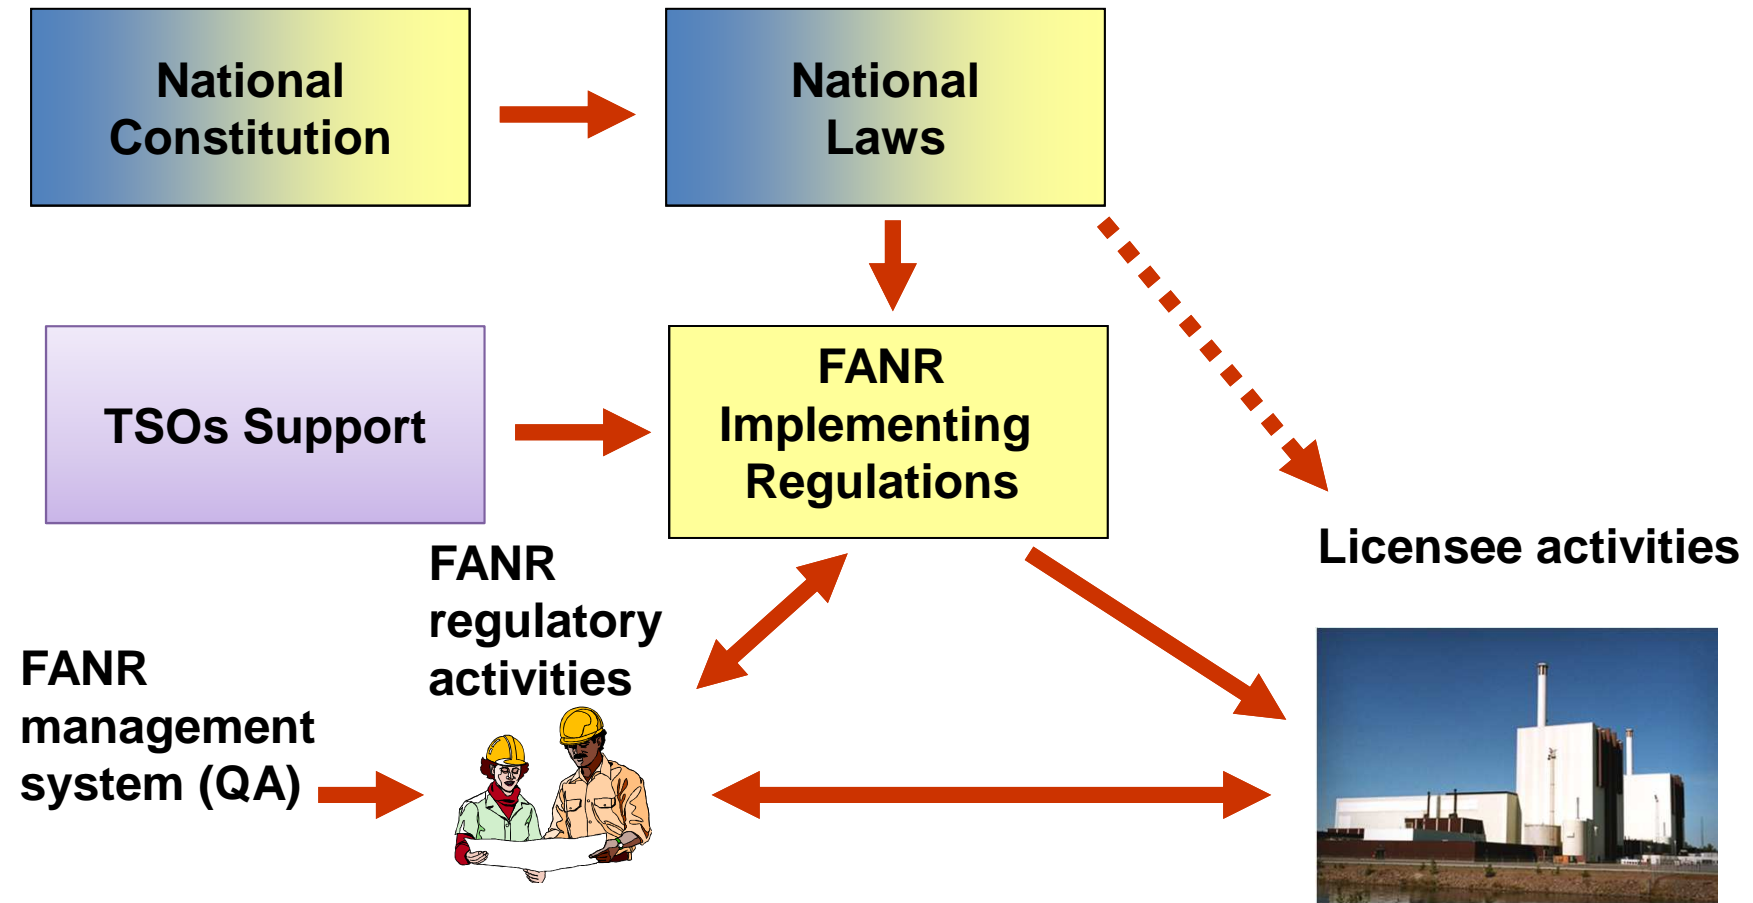 National
Constitution
National
Laws
TSOs Support
FANR
Implementing
Regulations
Licensee activities
FANR
regulatory
activities
FANR
management
system (QA)